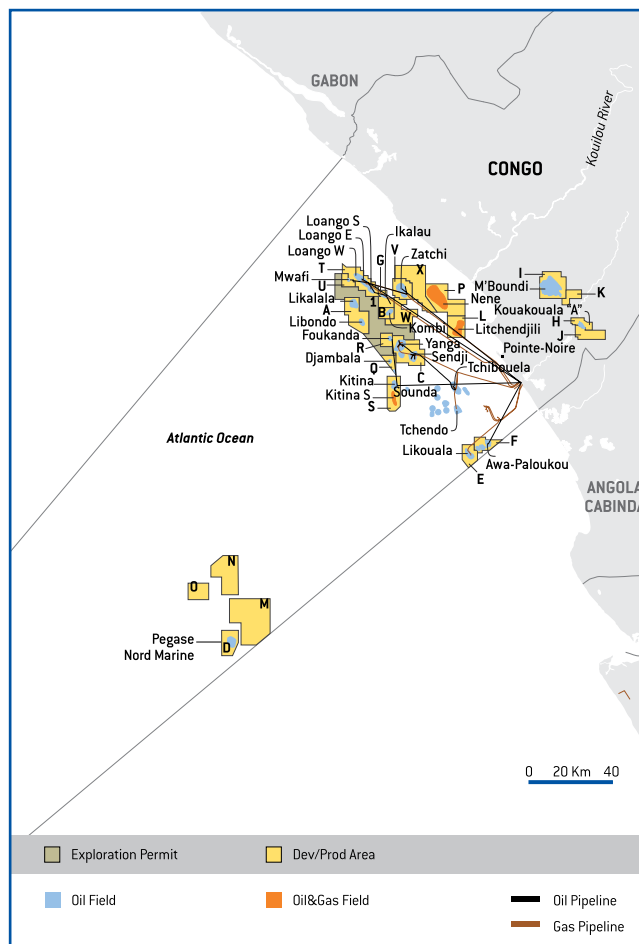 GABON
Kouilou River
CONGO
Loango S
Loango E
Ikalau
Loango W
G
V
Zatchi
T
X
I
Mwafi
P
M'Boundi
K
U
Nene
Likalala
1
Kouakouala "A"
A
B
W
L
H
Libondo
Kombi
Litchendjili
J
Foukanda
Yanga
Pointe-Noire
R
Sendji
Djambala
Tchibouela
Q
C
Kitina
Sounda
Kitina S
S
Tchendo
Atlantic Ocean
F
Likouala
Awa-Paloukou
E
ANGOLA
CABINDA
N
O
M
Pegase
Nord Marine
D
0 20 Km 40
Exploration Permit
Dev/Prod Area
Oil Field
Oil&Gas Field
Oil Pipeline
Gas Pipeline